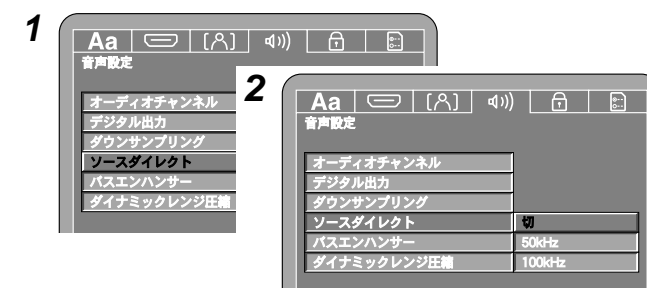 1
Aa
音声設定
オーディオチャンネル
デジタル出力
ダウンサンプリング
ソースダイレクト
バスエンハンサー
ダイナミックレンジ圧縮
2
Aa
音声設定
オーディオチャンネル
デジタル出力
ダウンサンプリング
ソースダイレクト 切
バスエンハンサー 50kHz
ダイナミックレンジ圧縮 100kHz